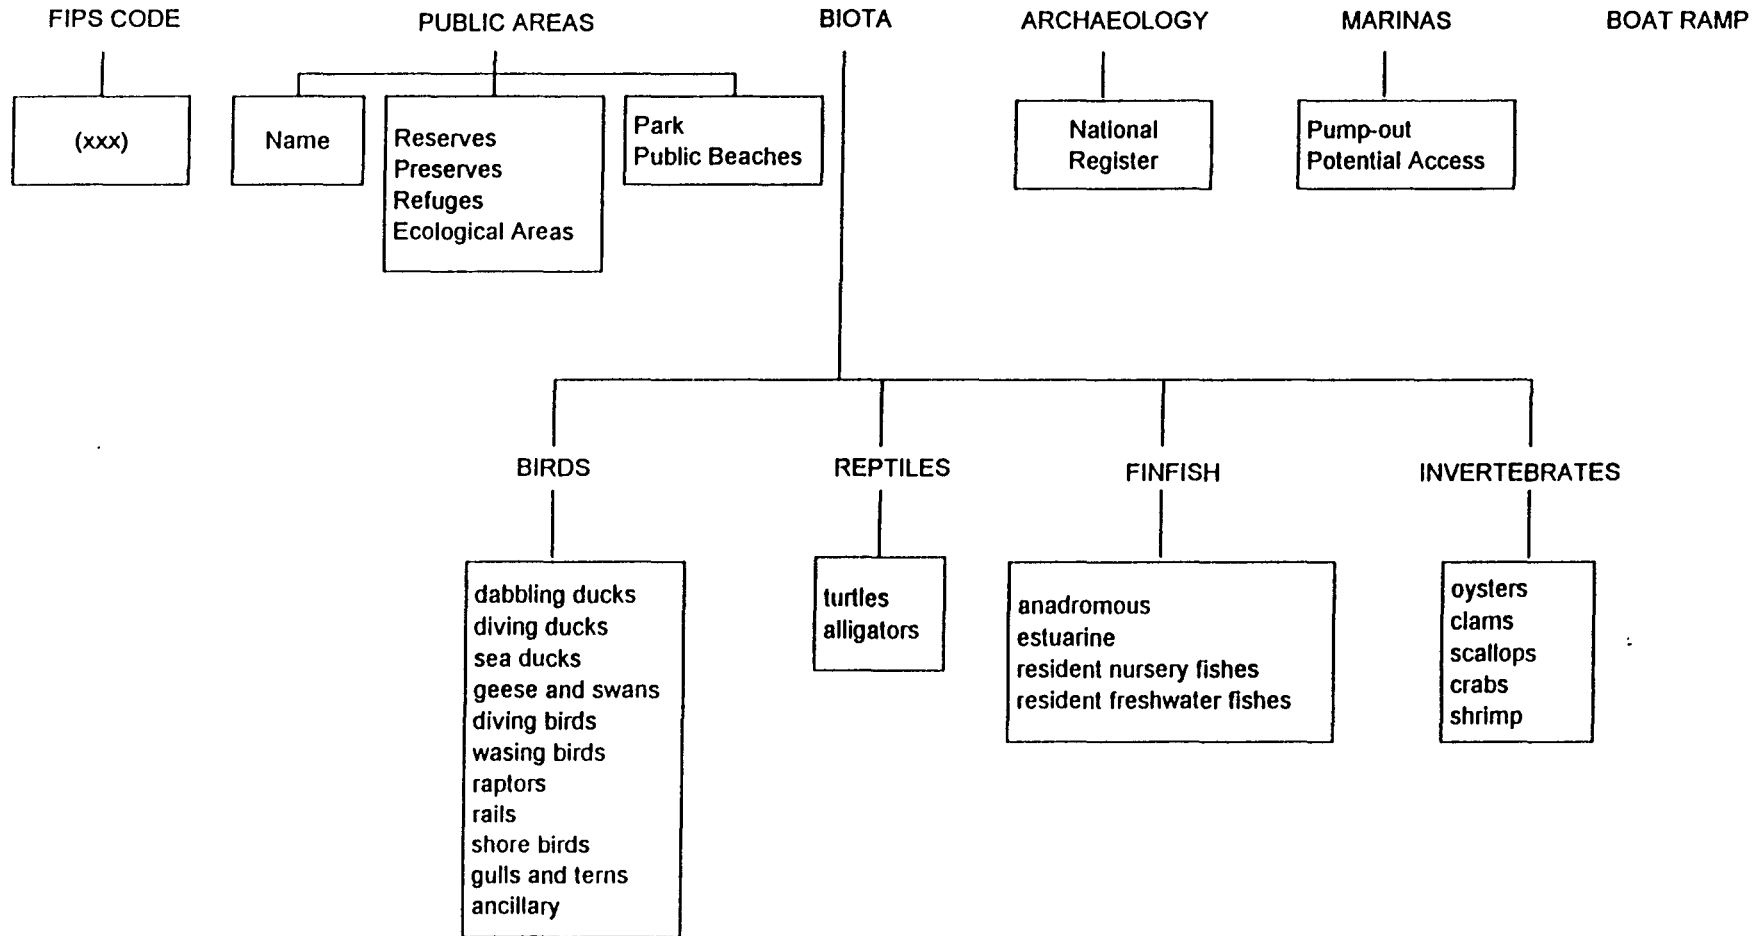 FIPS CODE
PUBLIC AREAS
BIOTA
ARCHAEOLOGY
MARINAS
BOAT RAMP
(xxx)
Name
Reserves
Preserves
Refuges
Ecological Areas
Park
Public Beaches
National
Register
Pump-out
Potential Access
BIRDS
REPTILES
FINFISH
INVERTEBRATES
dabbling ducks
diving ducks
sea ducks
geese and swans
diving birds
wasing birds
raptors
rails
shore birds
gulls and terns
ancillary
turtles
alligators
anadromous
estuarine
resident nursery fishes
resident freshwater fishes
oysters
clams
scallops
crabs
shrimp